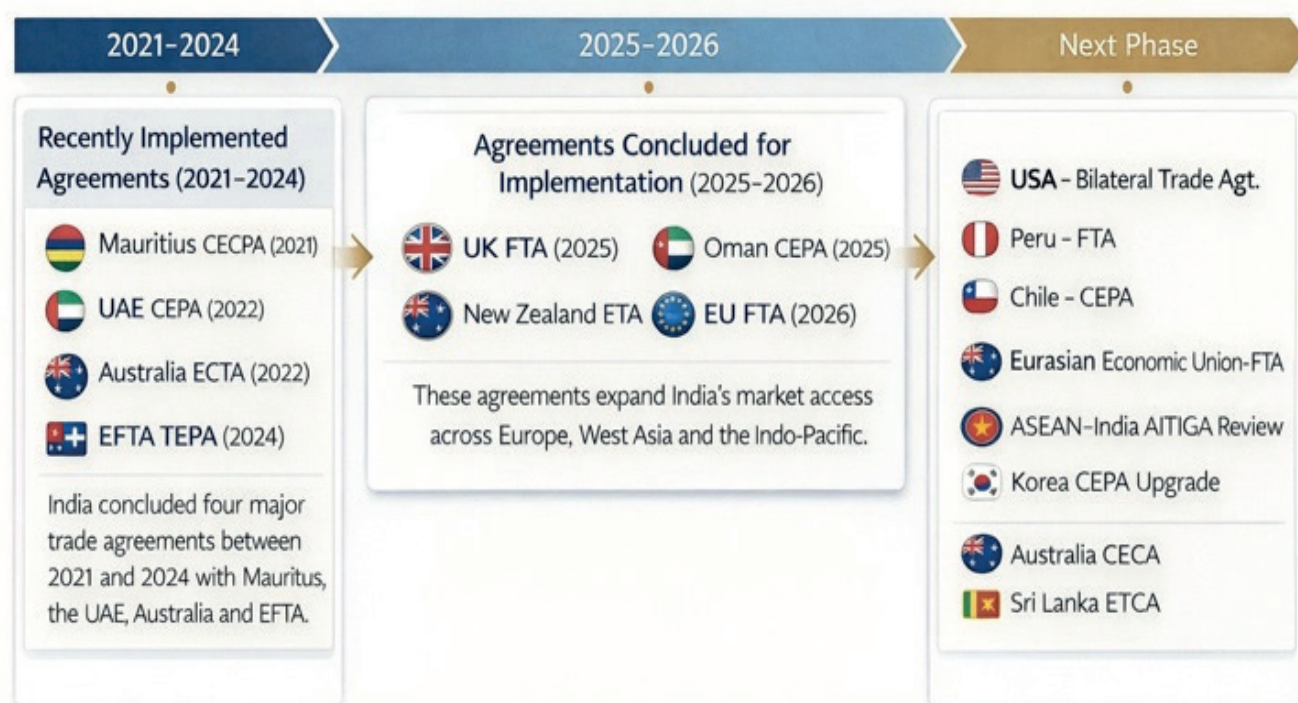 2021–2024
2025–2026
Next Phase
Recently Implemented
Agreements (2021–2024)
Mauritius CECPA (2021)
UAE CEPA (2022)
Australia ECTA (2022)
EFTA TEPA (2024)
India concluded four major
trade agreements between
2021 and 2024 with Mauritus,
the UAE, Australia and EFTA.
Agreements Concluded for
Implementation (2025–2026)
UK FTA (2025)
Oman CEPA (2025)
New Zealand ETA
EU FTA (2026)
These agreements expand India's market access
across Europe, West Asia and the Indo-Pacific.
USA – Bilateral Trade Agt.
Peru – FTA
Chile – CEPA
Eurasian Economic Union-FTA
ASEAN–India AITIGA Review
Korea CEPA Upgrade
Australia CECA
Sri Lanka ETCA